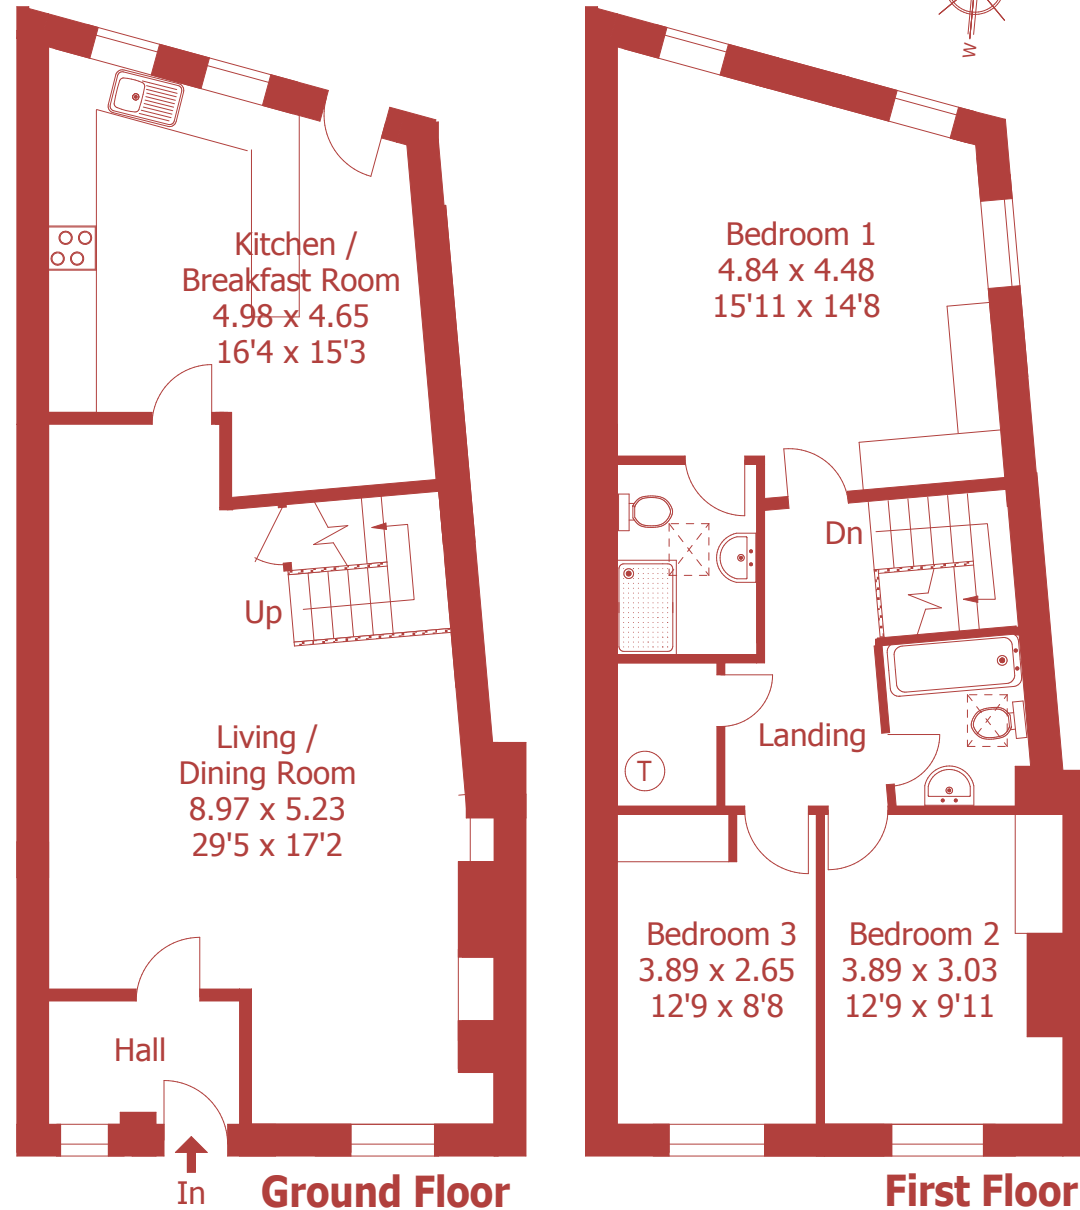 W
Kitchen /
Breakfast Room
4.98 x 4.65
16'4 x 15'3
Up
Living /
Dining Room
8.97 x 5.23
29'5 x 17'2
Hall
In
Ground Floor
Bedroom 1
4.84 x 4.48
15'11 x 14'8
Dn
Landing
T
Bedroom 3
3.89 x 2.65
12'9 x 8'8
Bedroom 2
3.89 x 3.03
12'9 x 9'11
First Floor